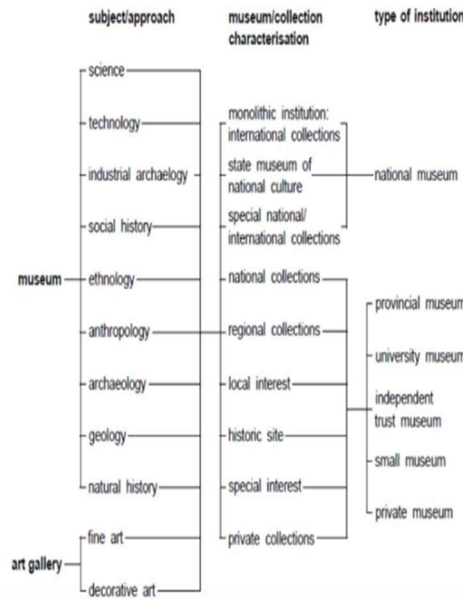 subject/approach
museum/collection
characterisation
type of institution
science
technology
industrial archaelogy
social history
museum
ethnology
anthropology
archaeology
geology
natural history
art gallery
fine art
decorative art
monolithic institution:
international collections
state museum of
national culture
special national/
international collections
national collections
regional collections
local interest
historic site
special interest
private collections
national museum
provincial museum
university museum
independent
trust museum
small museum
private museum